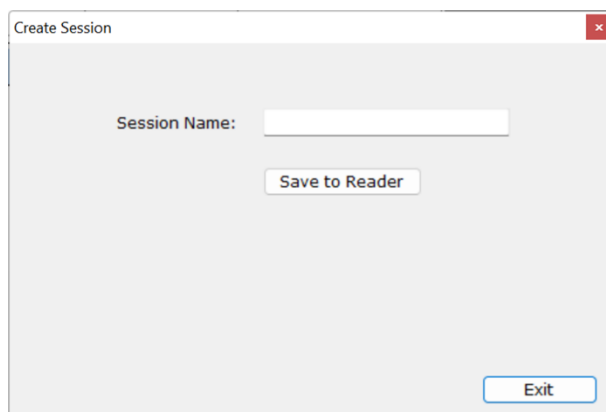 Create Session
Session Name:
Save to Reader
Exit